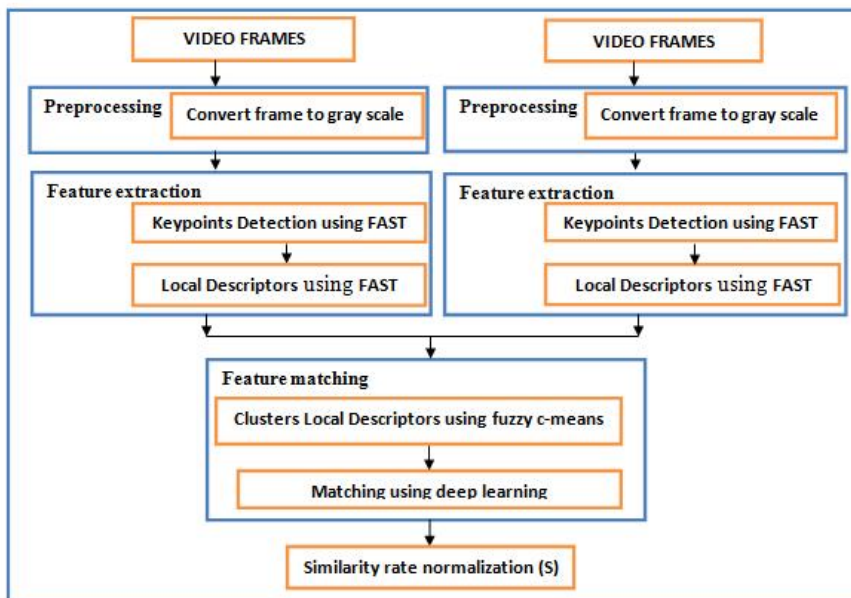 VIDEO FRAMES
Preprocessing
Convert frame to gray scale
Feature extraction
Keypoints Detection using FAST
Local Descriptors using FAST
VIDEO FRAMES
Preprocessing
Convert frame to gray scale
Feature extraction
Keypoints Detection using FAST
Local Descriptors using FAST
Feature matching
Clusters Local Descriptors using fuzzy c-means
Matching using deep learning
Similarity rate normalization (S)